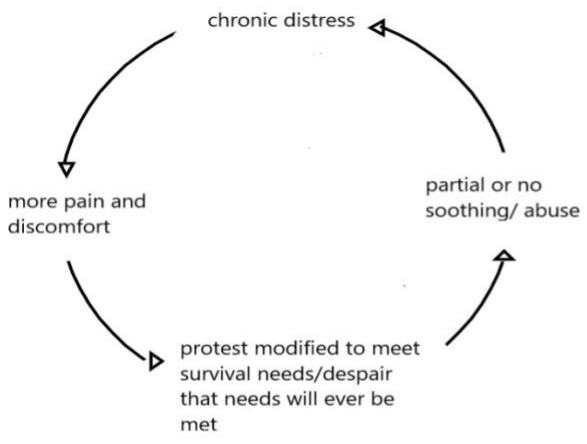 chronic distress
more pain and
discomfort
partial or no
soothing/ abuse
protest modified to meet
survival needs/despair
that needs will ever be
met